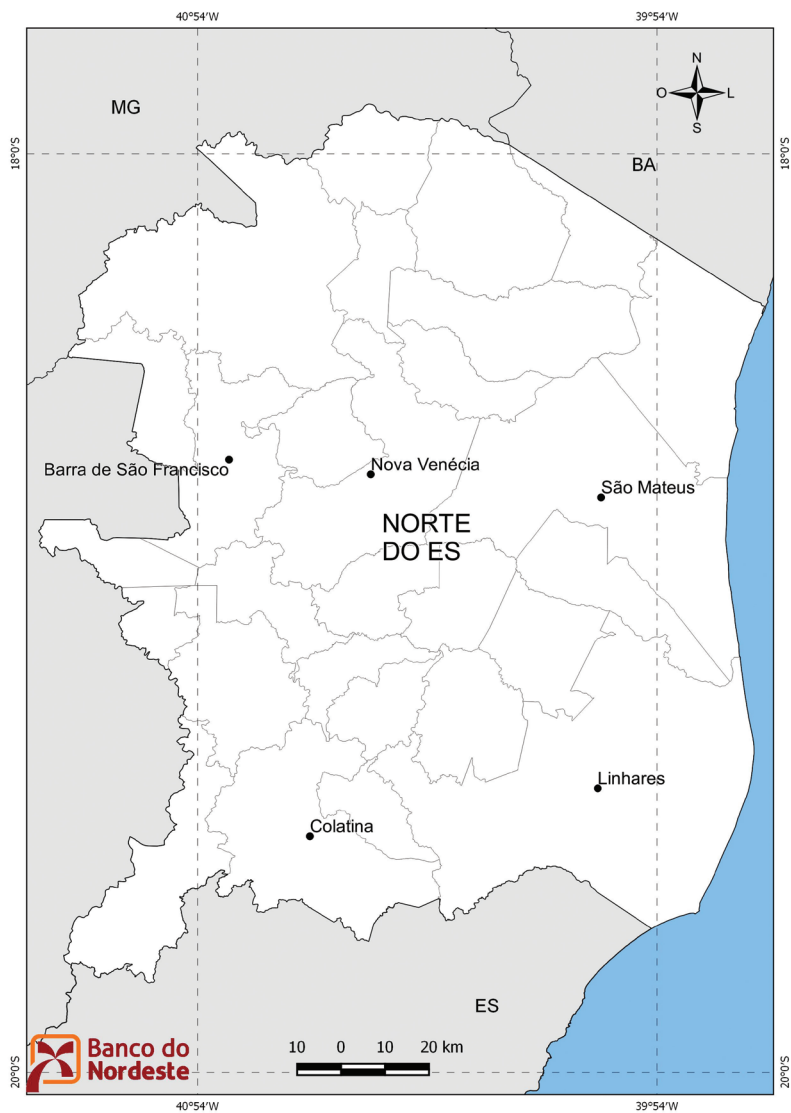 40°54'W
39°54'W
N
O
L
S
MG
18°0'S
18°0'S
BA
Barra de São Francisco
Nova Venécia
São Mateus
NORTE
DO ES
Linhares
Colatina
ES
Banco do
Nordeste
10 0 10 20 km
20°0'S
20°0'S
40°54'W
39°54'W